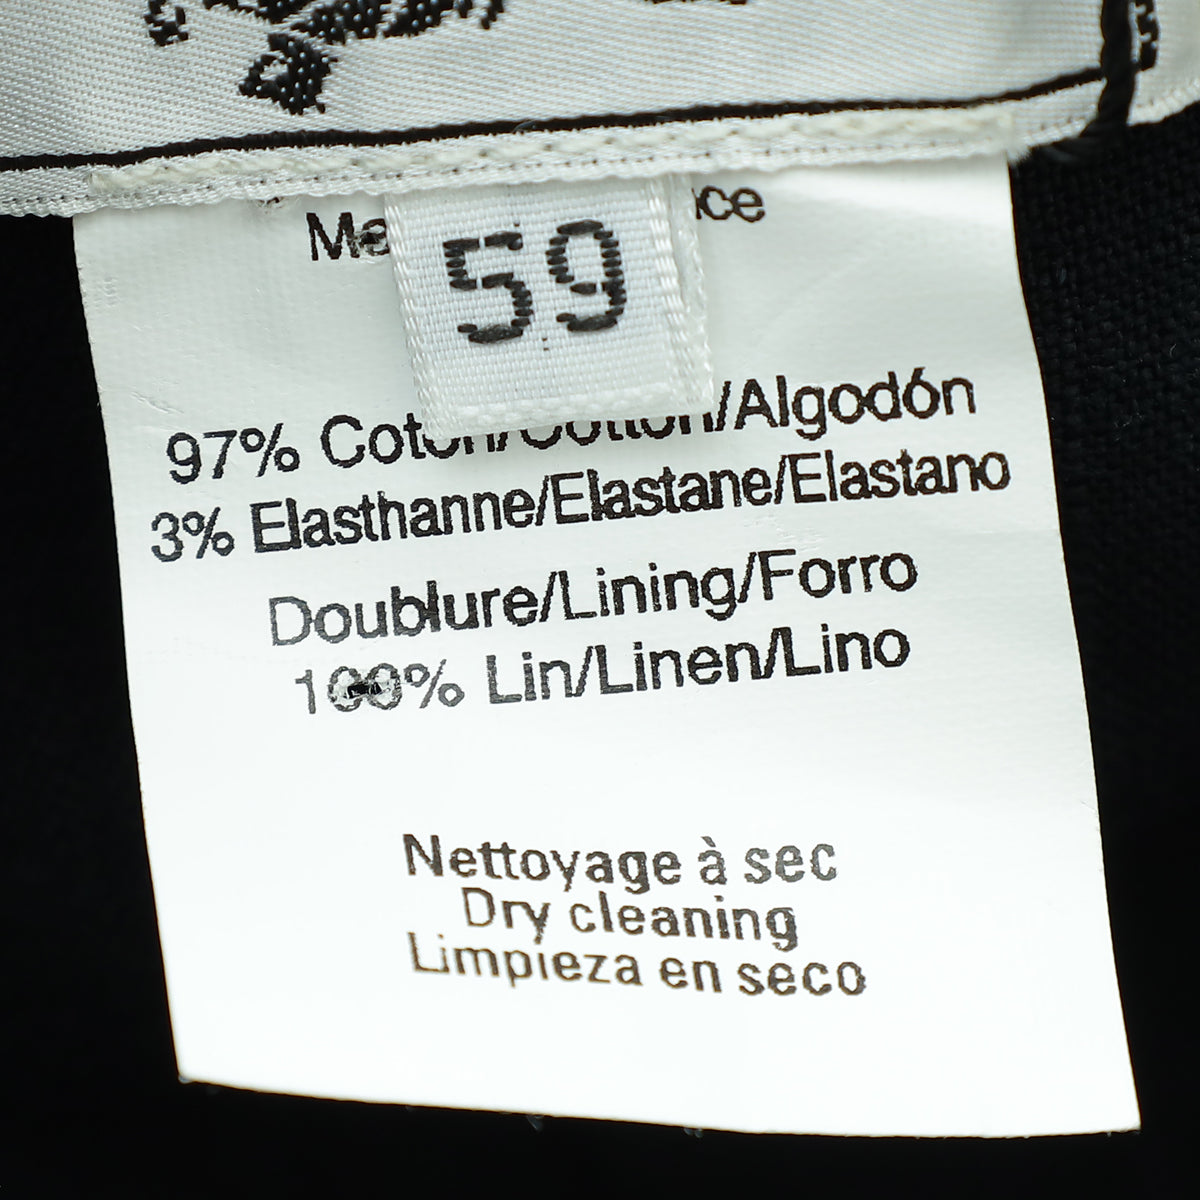 59
97% Coton/Cotton/Algodón
3% Elasthanne/Elastane/Elastano
Doublure/Lining/Forro
100% Lin/Linen/Lino
Nettoyage à sec
Dry cleaning
Limpieza en seco